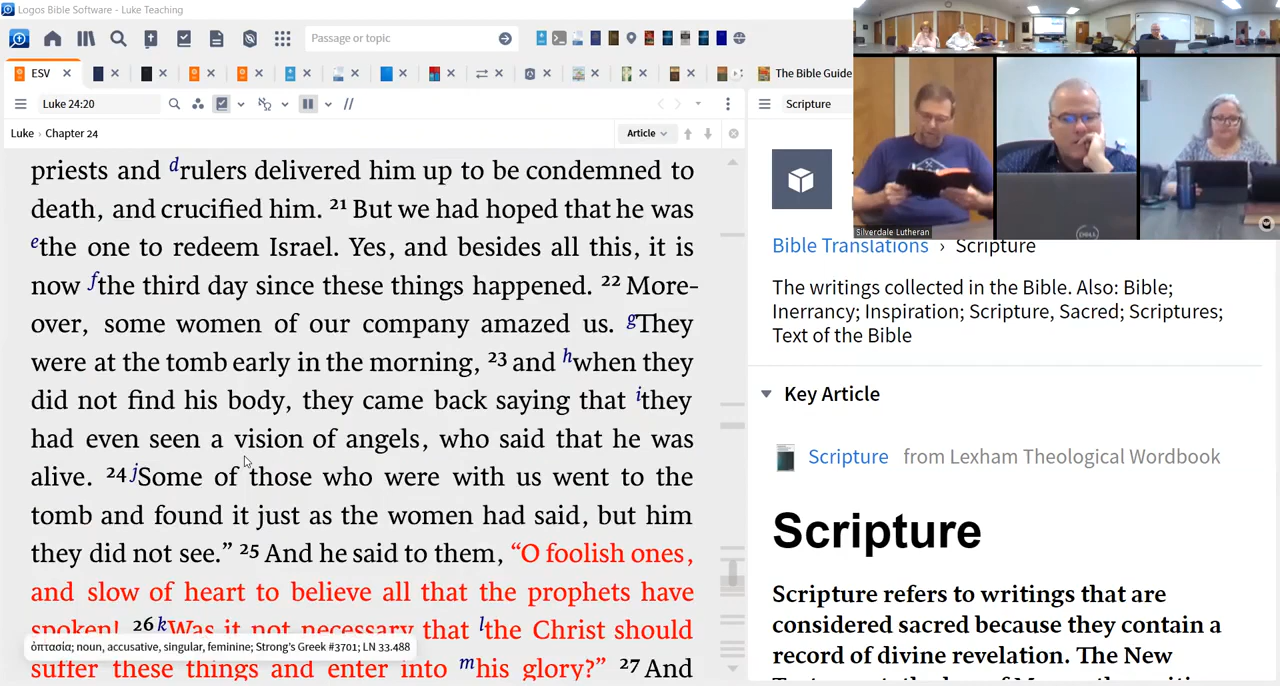 Logos Bible Software - Luke Teaching
Passage or topic
ESV
The Bible Guide
Luke 24:20
Scripture
Luke › Chapter 24
Article
priests and drulers delivered him up to be condemned to
death, and crucified him. 21 But we had hoped that he was
ethe one to redeem Israel. Yes, and besides all this, it is
now fthe third day since these things happened. 22 More-
over, some women of our company amazed us. gThey
were at the tomb early in the morning, 23 and hwhen they
did not find his body, they came back saying that ithey
had even seen a vision of angels, who said that he was
alive. 24 jSome of those who were with us went to the
tomb and found it just as the women had said, but him
they did not see.” 25 And he said to them, “O foolish ones,
and slow of heart to believe all that the prophets have
spoken! 26 kWas it not necessary that lthe Christ should
ὀπτασία; noun, accusative, singular, feminine; Strong's Greek #3701; LN 33.488
suffer these things and enter into mhis glory?” 27 And
Silverdale Lutheran
DELL
Bible Translations › Scripture
The writings collected in the Bible. Also: Bible;
Inerrancy; Inspiration; Scripture, Sacred; Scriptures;
Text of the Bible
Key Article
Scripture from Lexham Theological Wordbook
Scripture
Scripture refers to writings that are
considered sacred because they contain a
record of divine revelation. The New